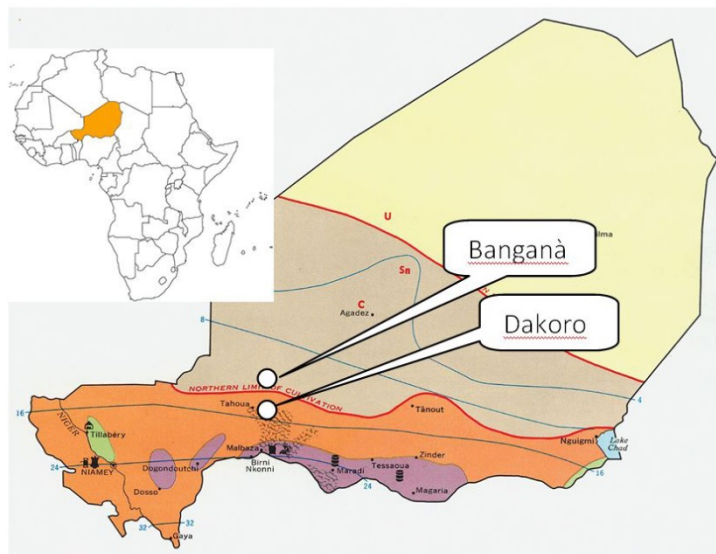 U
Banganà
ilma
Sn
C
Agadez
Dakoro
8
4
NORTHERN LIMIT OF CULTIVATION
16
Tahoua
Tânout
NIGER
Tillabéry
Nguigmi
Lake
Chad
Malbaza
Zinder
24
NIAMEY
Dogondoutchi
Birni
Nkonni
Maradi
Tessaoua
16
24
Dosso
Magaria
32
32
Gaya